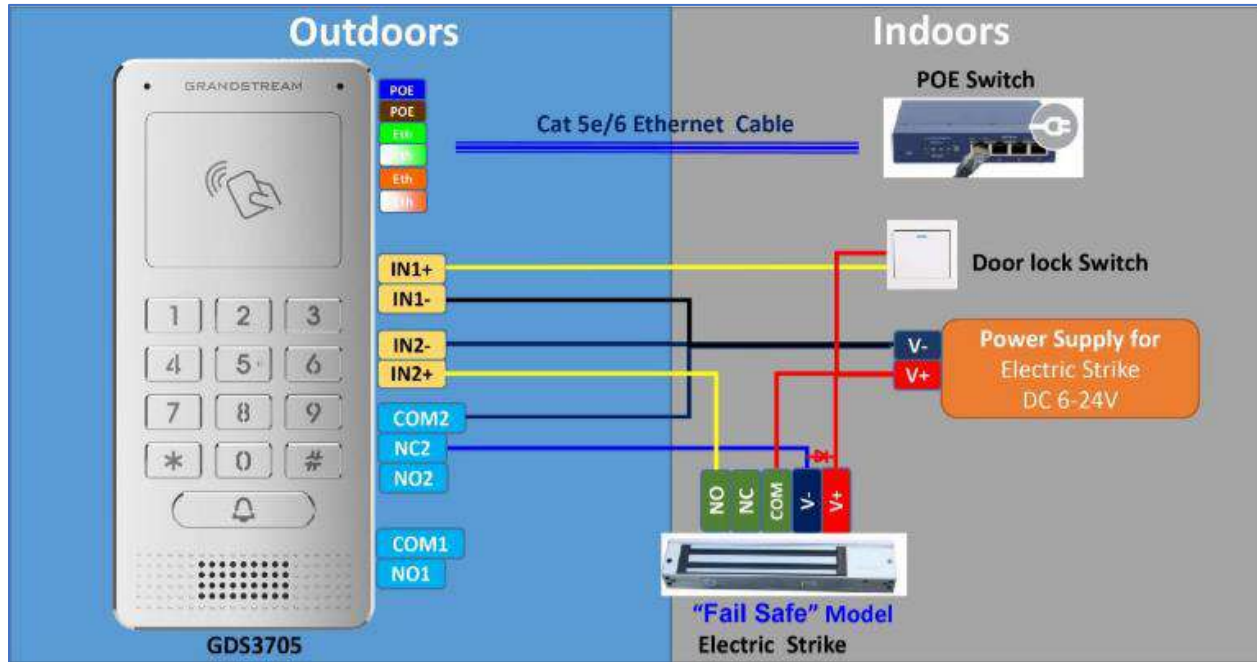 Outdoors
Indoors
GRANDSTREAM
POE
POE
Eth
Eth
Eth
Cat 5e/6 Ethernet Cable
POE Switch
IN1+
IN1-
IN2-
IN2+
COM2
NC2
NO2
COM1
NO1
Door lock Switch
V-
V+
Power Supply for
Electric Strike
DC 6-24V
1 2 3
4 5 6
7 8 9
* 0 #
NO
NC
COM
V-
V+
"Fail Safe" Model
Electric Strike
GDS3705